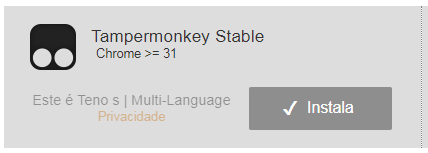 Tampermonkey Stable
Chrome >= 31
Este é Teno s | Multi-Language
Privacidade
Instala